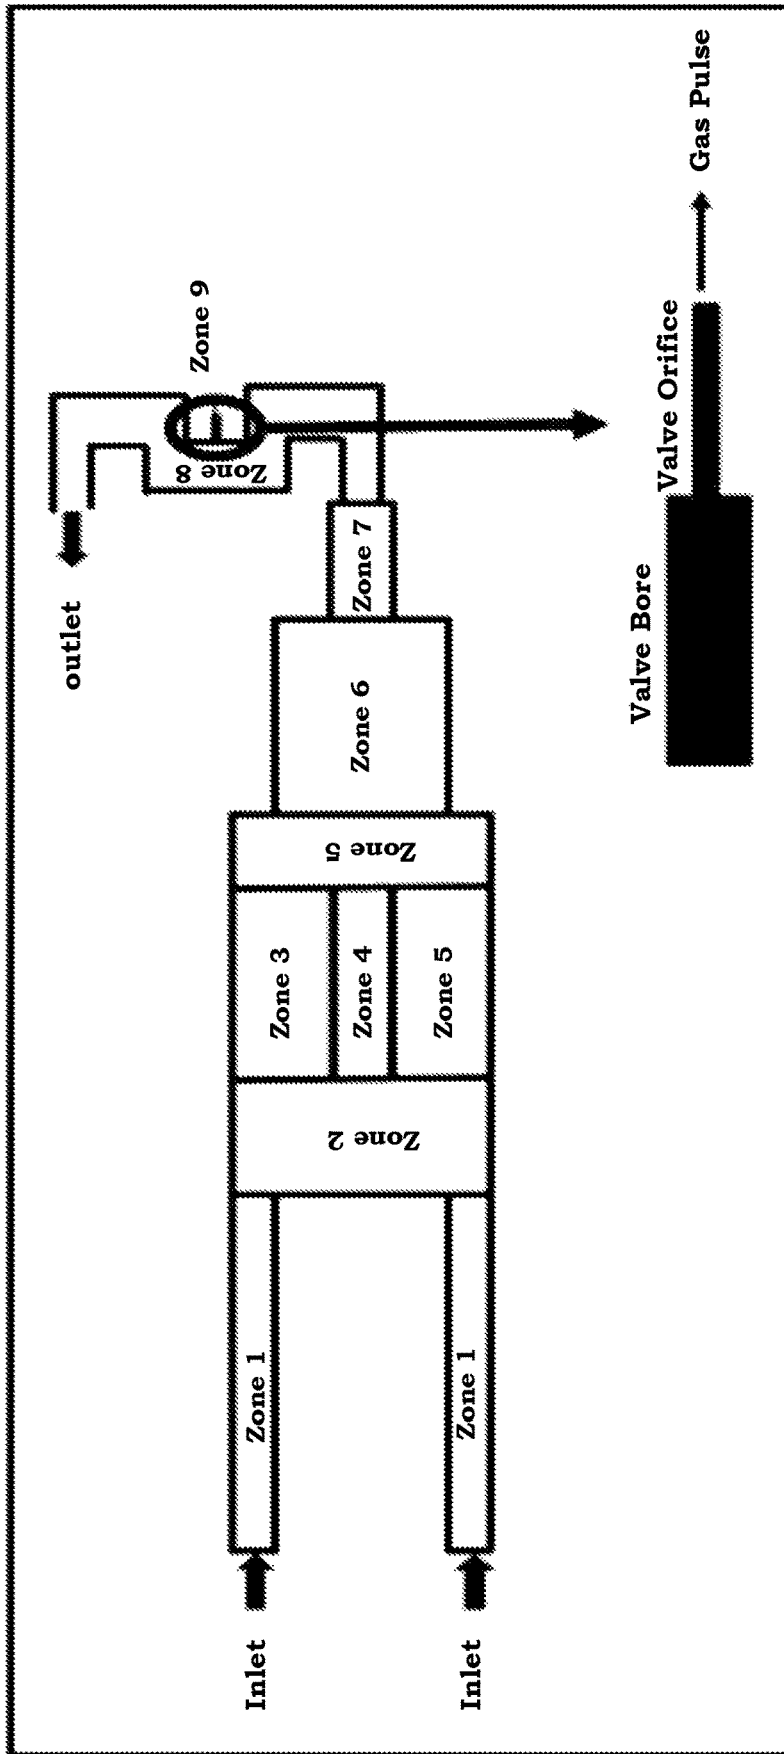 Inlet
Inlet
Zone 1
Zone 1
Zone 2
Zone 3
Zone 4
Zone 5
Zone 5
Zone 6
Zone 7
Zone 8
Zone 9
outlet
Valve Bore
Valve Orifice
Gas Pulse